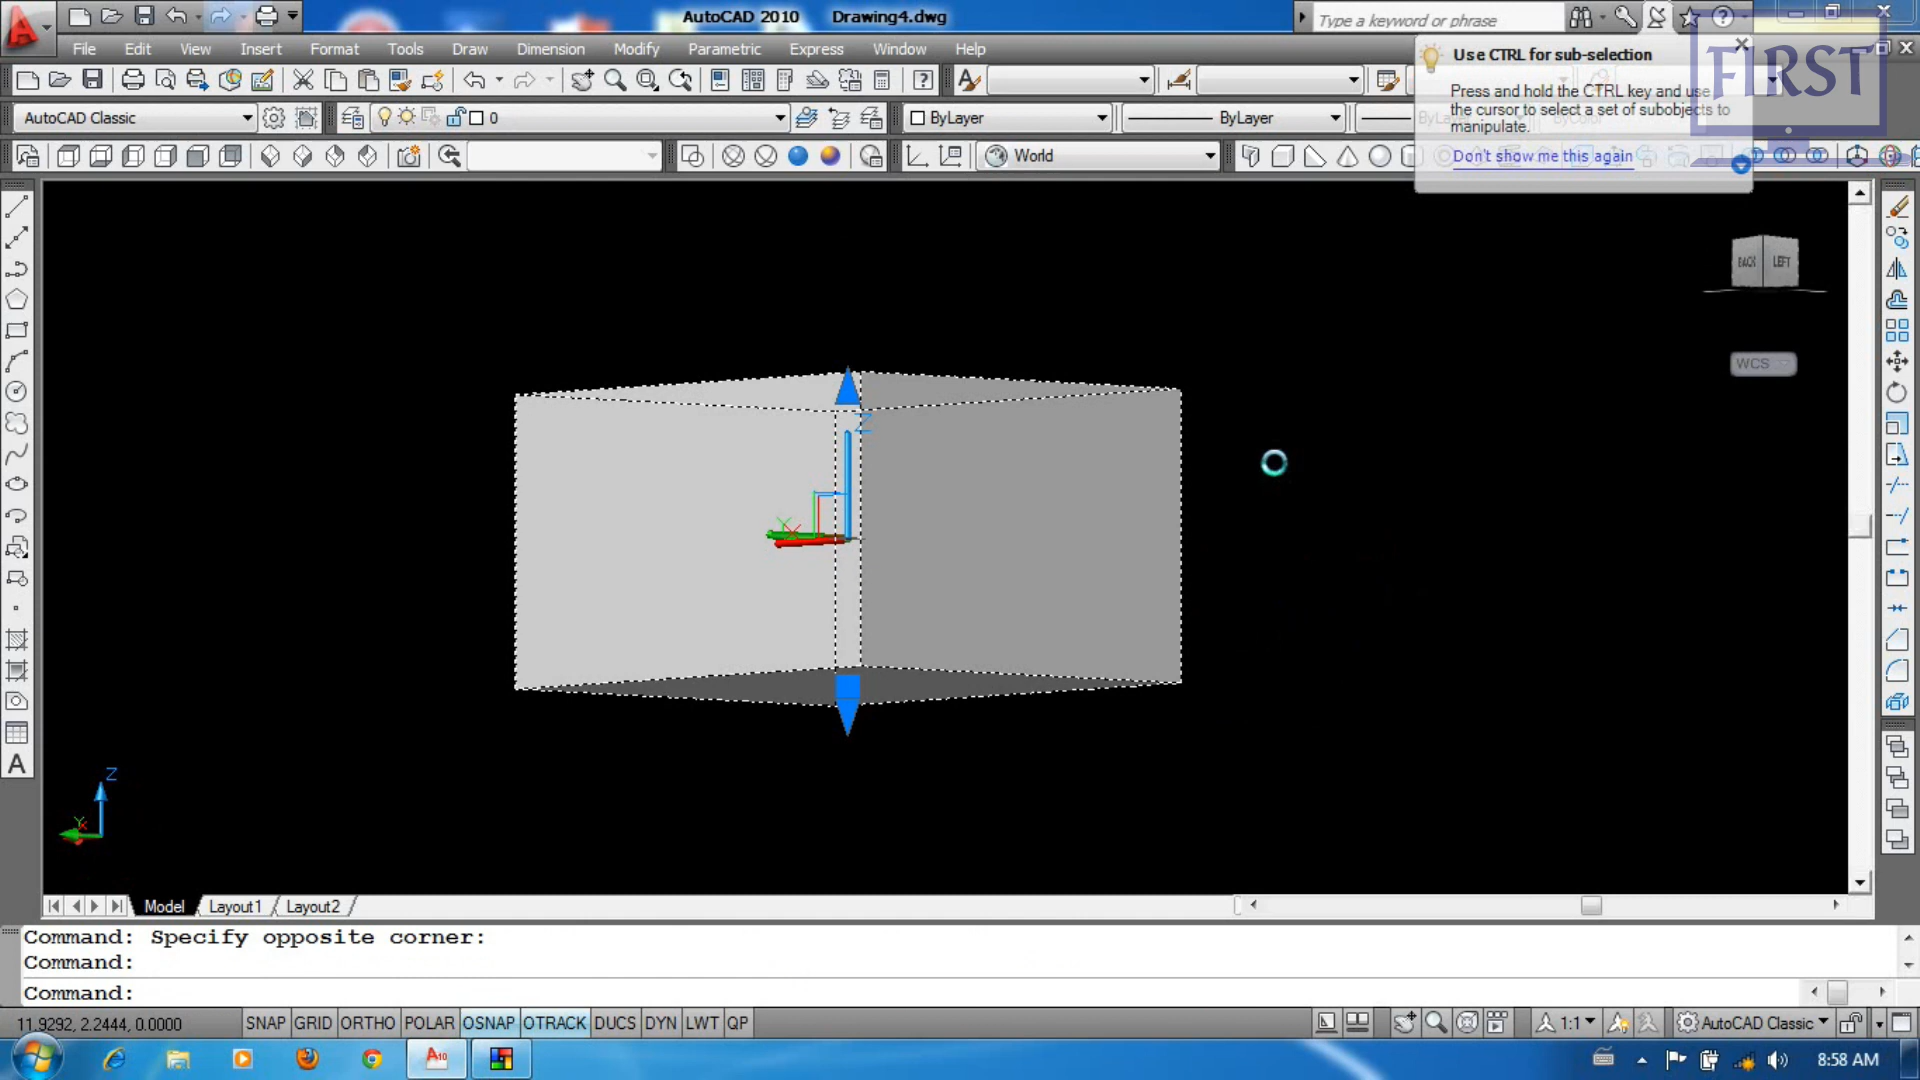 AutoCAD 2010 Drawing4.dwg
Type a keyword or phrase
File Edit View Insert Format Tools Draw Dimension Modify Parametric Express Window Help
Use CTRL for sub-selection
Press and hold the CTRL key and use
the cursor to select a set of subobjects to
manipulate.
Don't show me this again
FIRST
AutoCAD Classic
0
ByLayer
ByLayer
World
BACK LEFT
WCS
Z
Y X
Z
Y
A
Model Layout1 Layout2
Command: Specify opposite corner:
Command:
Command:
11.9292, 2.2444, 0.0000 SNAP GRID ORTHO POLAR OSNAP OTRACK DUCS DYN LWT QP 1:1 AutoCAD Classic
8:58 AM